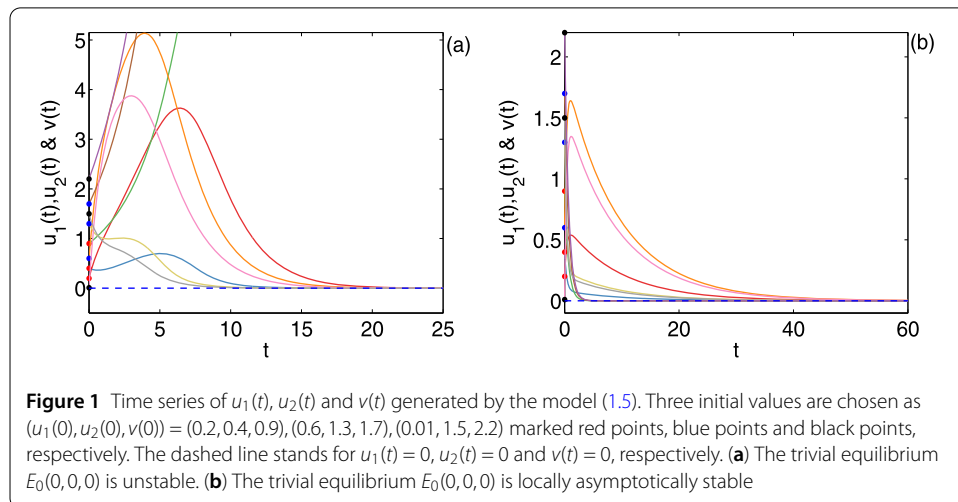 (a)
u_1(t),u_2(t) & v(t)
5
4
3
2
1
0
0 5 10 15 20 25
t
(b)
u_1(t),u_2(t) & v(t)
2
1.5
1
0.5
0
0 20 40 60
t
Figure 1 Time series of u1(t), u2(t) and v(t) generated by the model (1.5). Three initial values are chosen as
(u1(0), u2(0), v(0)) = (0.2, 0.4, 0.9), (0.6, 1.3, 1.7), (0.01, 1.5, 2.2) marked red points, blue points and black points,
respectively. The dashed line stands for u1(t) = 0, u2(t) = 0 and v(t) = 0, respectively. (a) The trivial equilibrium
E0(0, 0, 0) is unstable. (b) The trivial equilibrium E0(0, 0, 0) is locally asymptotically stable